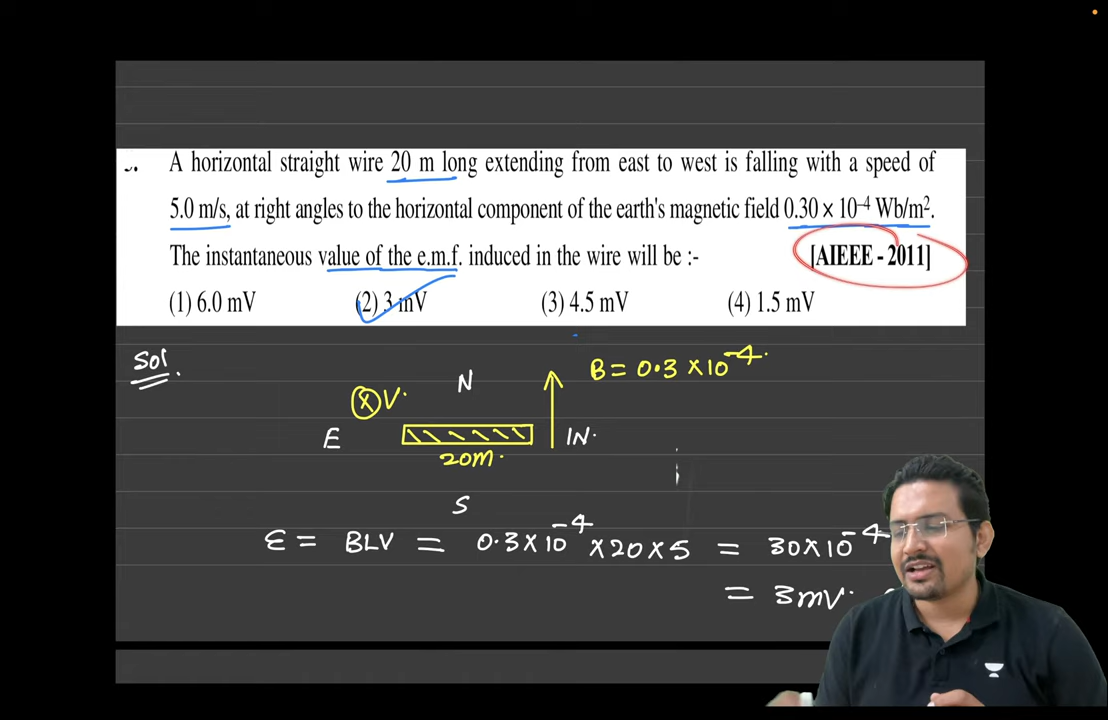 A horizontal straight wire 20 m long extending from east to west is falling with a speed of
5.0 m/s, at right angles to the horizontal component of the earth's magnetic field 0.30 × 10⁻⁴ Wb/m².
The instantaneous value of the e.m.f. induced in the wire will be :- [AIEEE - 2011]
(1) 6.0 mV (2) 3 mV (3) 4.5 mV (4) 1.5 mV
Sol.
B = 0.3 × 10⁻⁴.
N
ⓧ V.
E
20m.
S
ε = BLV = 0.3 × 10⁻⁴ × 20 × 5 = 30 × 10⁻⁴
= 3mV.